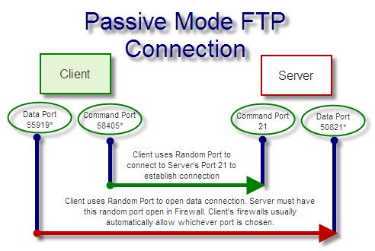 Passive Mode FTP
Connection
Client
Server
Data Port
55919*
Command Port
58405*
Command Port
21
Data Port
50821*
Client uses Random Port to
connect to Server's Port 21 to
establish connection
Client uses Random Port to open data connection. Server must have
this random port open in Firewall. Client's firewalls usually
automatically allow whichever port is chosen.